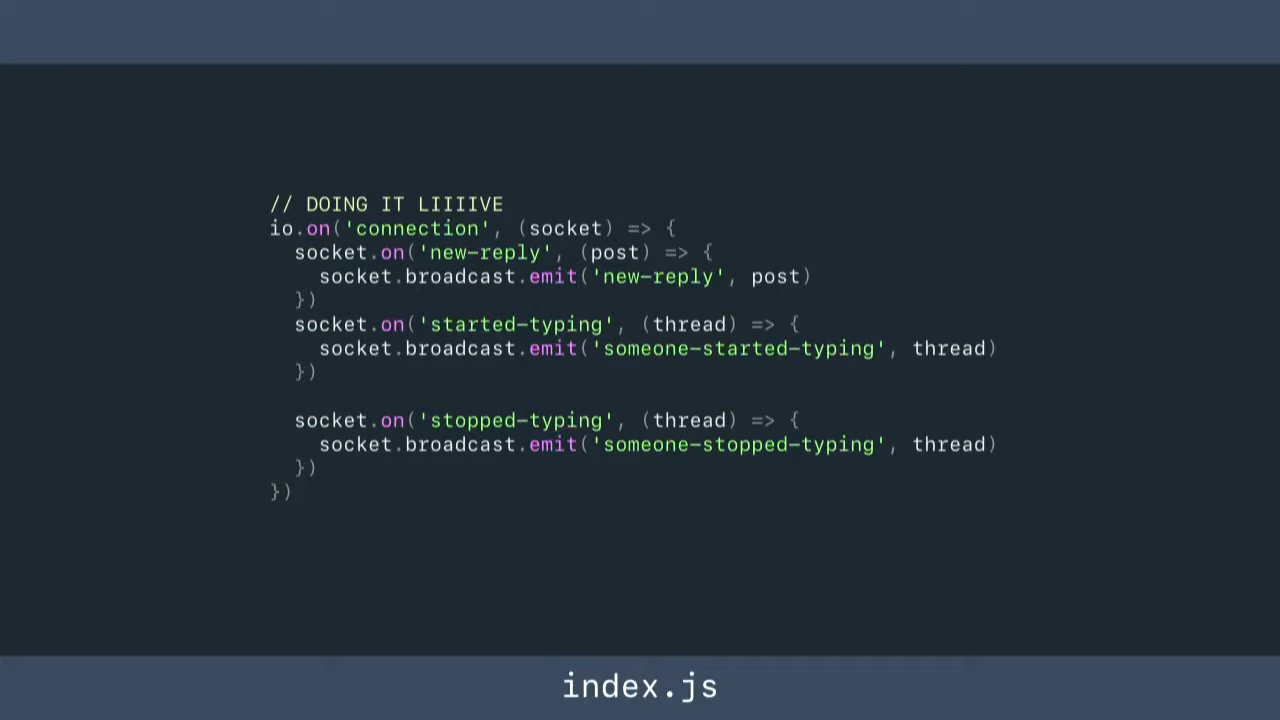 // DOING IT LIIIIVE
io.on('connection', (socket) => {
  socket.on('new-reply', (post) => {
    socket.broadcast.emit('new-reply', post)
  })
  socket.on('started-typing', (thread) => {
    socket.broadcast.emit('someone-started-typing', thread)
  })

  socket.on('stopped-typing', (thread) => {
    socket.broadcast.emit('someone-stopped-typing', thread)
  })
})
index.js